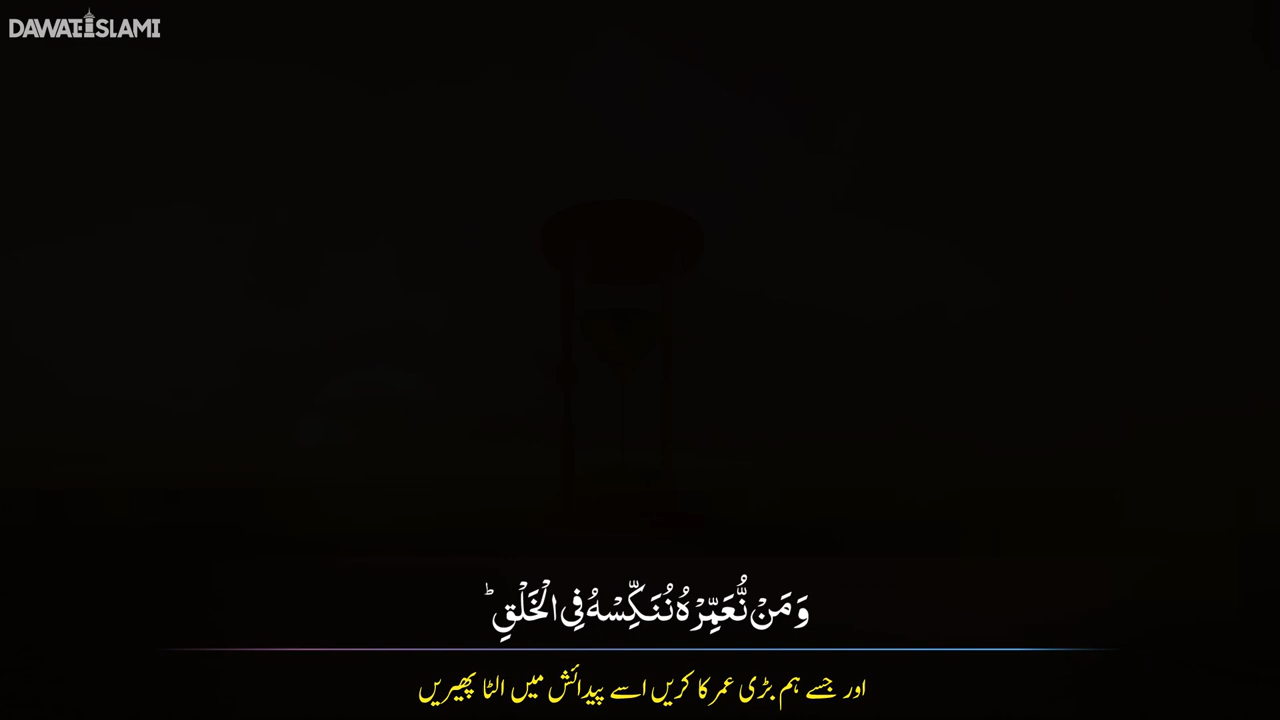 DAWATEISLAMI
وَ مَنْ نُّعَمِّرْهُ نُنَكِّسْهُ فِی الْخَلْقِؕ
اور جسے ہم بڑی عمر کا کریں اسے پیدائش میں الٹا پھیریں